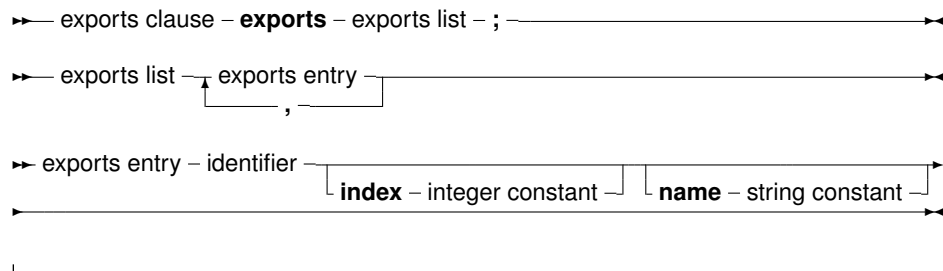 exports clause – exports – exports list – ;
exports list – exports entry
,
exports entry – identifier
index – integer constant name – string constant